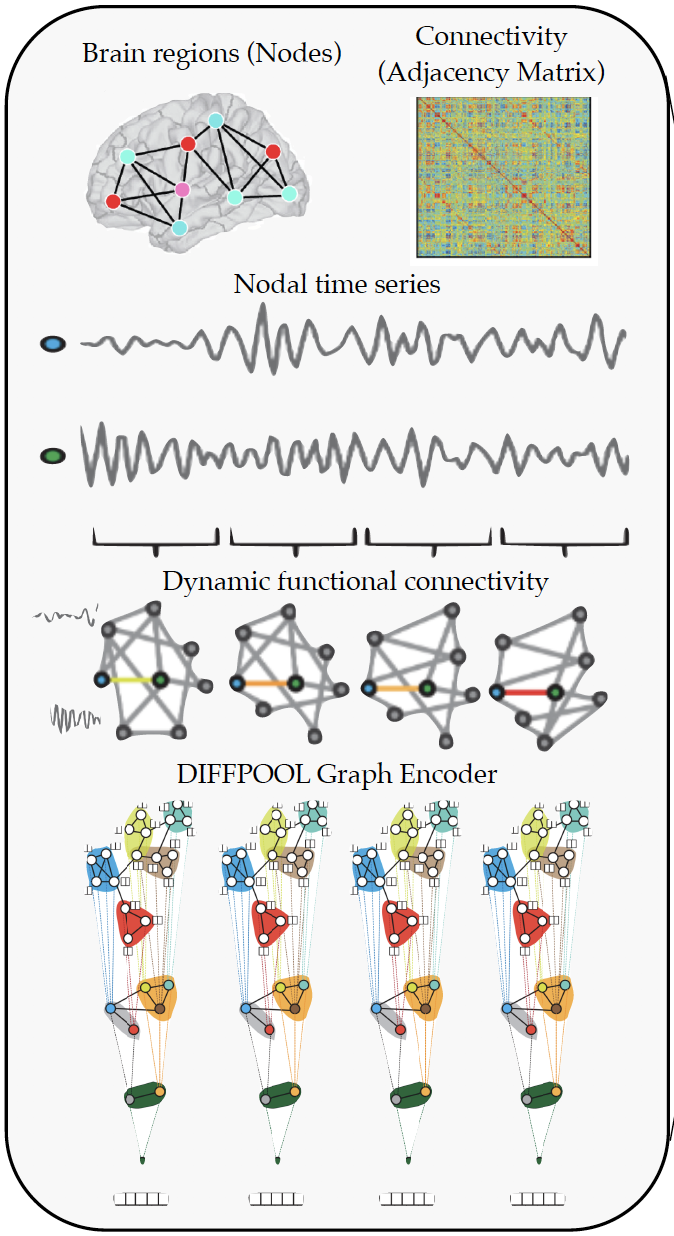 Brain regions (Nodes)
Connectivity
(Adjacency Matrix)
Nodal time series
Dynamic functional connectivity
DIFFPOOL Graph Encoder